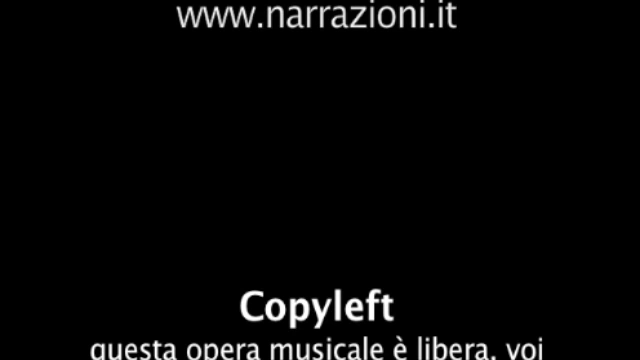 www.narrazioni.it
Copyleft
questa opera musicale è libera, voi